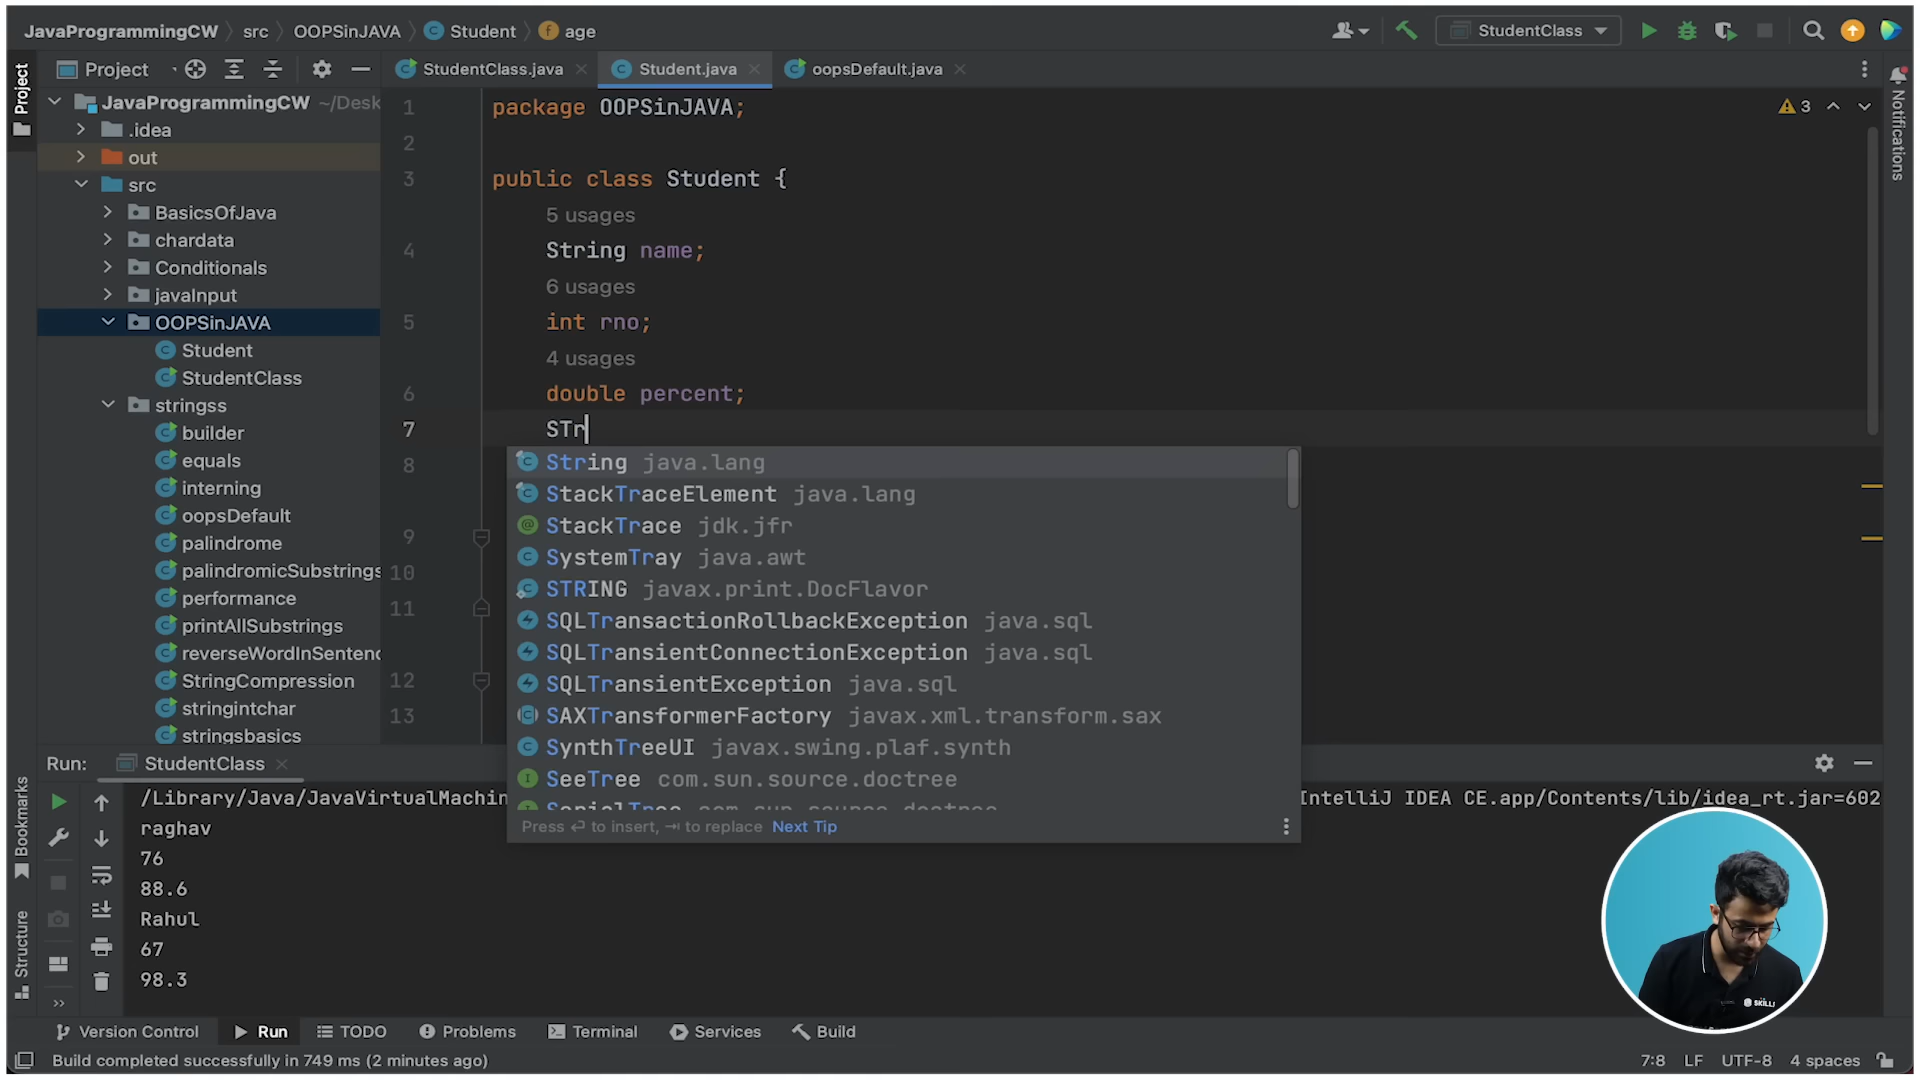 JavaProgrammingCW src OOPSinJAVA Student age
StudentClass
Project
StudentClass.java
Student.java
oopsDefault.java
Project
JavaProgrammingCW ~/Desk
.idea
out
src
BasicsOfJava
chardata
Conditionals
javaInput
OOPSinJAVA
Student
StudentClass
stringss
builder
equals
interning
oopsDefault
palindrome
palindromicSubstrings
performance
printAllSubstrings
reverseWordInSentenc
StringCompression
stringintchar
stringsbasics
1 package OOPSinJAVA;
2
3 public class Student {
5 usages
4 String name;
6 usages
5 int rno;
4 usages
6 double percent;
7 STr
8
9
10
11
12
13
3
Notifications
String java.lang
StackTraceElement java.lang
StackTrace jdk.jfr
SystemTray java.awt
STRING javax.print.DocFlavor
SQLTransactionRollbackException java.sql
SQLTransientConnectionException java.sql
SQLTransientException java.sql
SAXTransformerFactory javax.xml.transform.sax
SynthTreeUI javax.swing.plaf.synth
SeeTree com.sun.source.doctree
SerialTree com.sun.source.doctree
Press ⏎ to insert, ⇥ to replace Next Tip
Run: StudentClass
/Library/Java/JavaVirtualMachin IntelliJ IDEA CE.app/Contents/lib/idea_rt.jar=602
raghav
76
88.6
Rahul
67
98.3
Bookmarks
Structure
SKILL
Version Control Run TODO Problems Terminal Services Build
Build completed successfully in 749 ms (2 minutes ago)
7:8 LF UTF-8 4 spaces